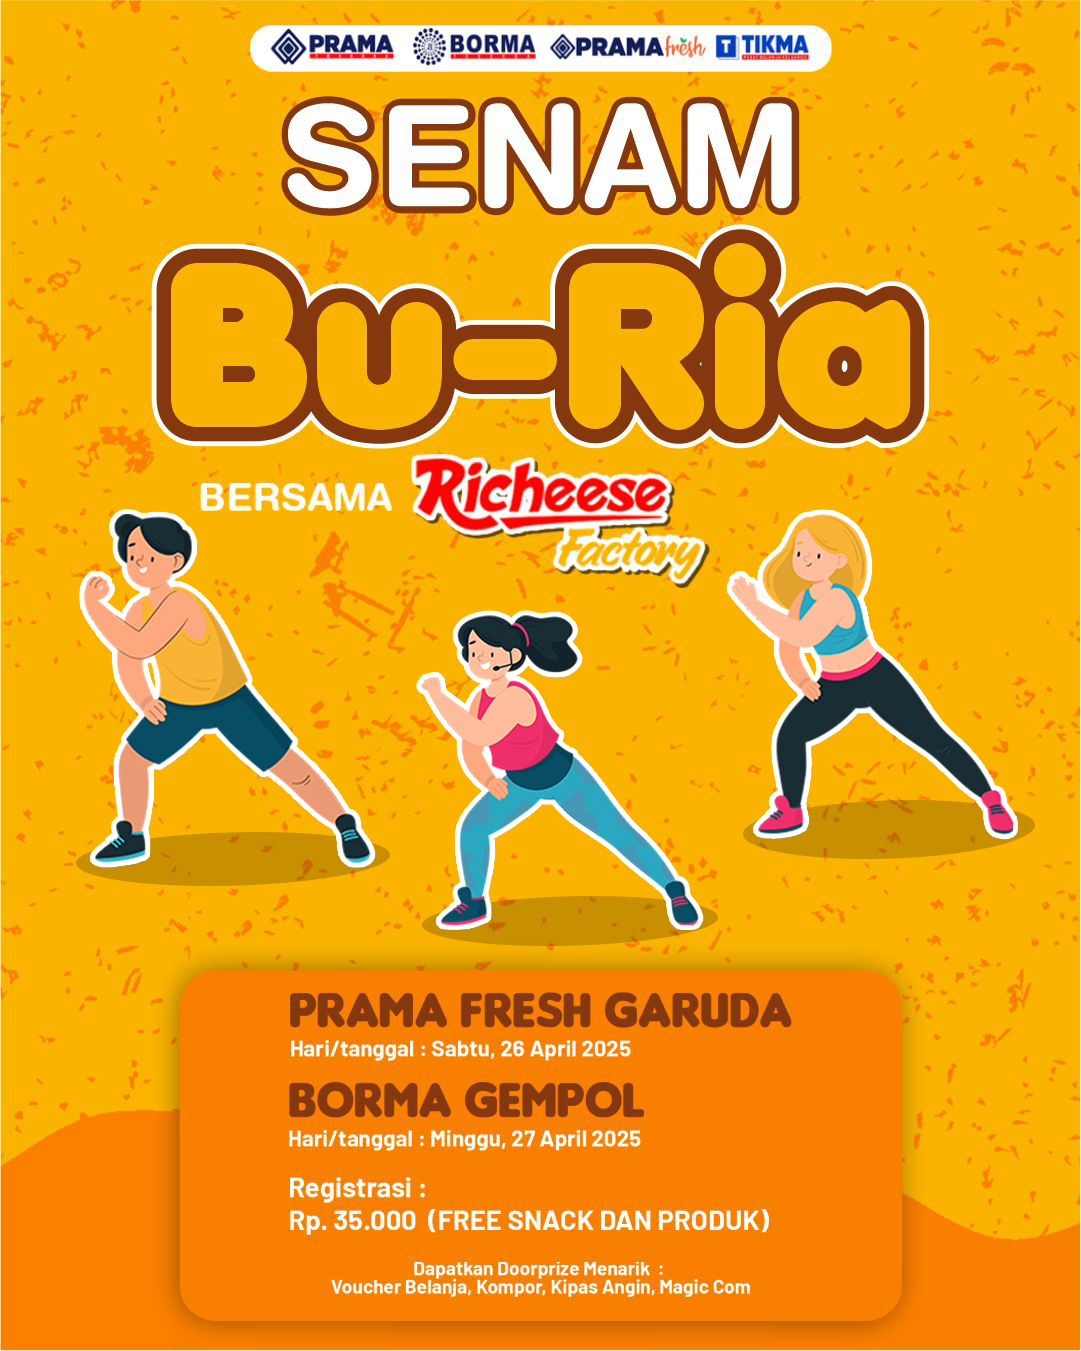 PRAMA BORMA PRAMA fresh TIKMA
SENAM
Bu-Ria
BERSAMA Richeese
Factory
PRAMA FRESH GARUDA
Hari/tanggal : Sabtu, 26 April 2025
BORMA GEMPOL
Hari/tanggal : Minggu, 27 April 2025
Registrasi :
Rp. 35.000 (FREE SNACK DAN PRODUK)
Dapatkan Doorprize Menarik :
Voucher Belanja, Kompor, Kipas Angin, Magic Com